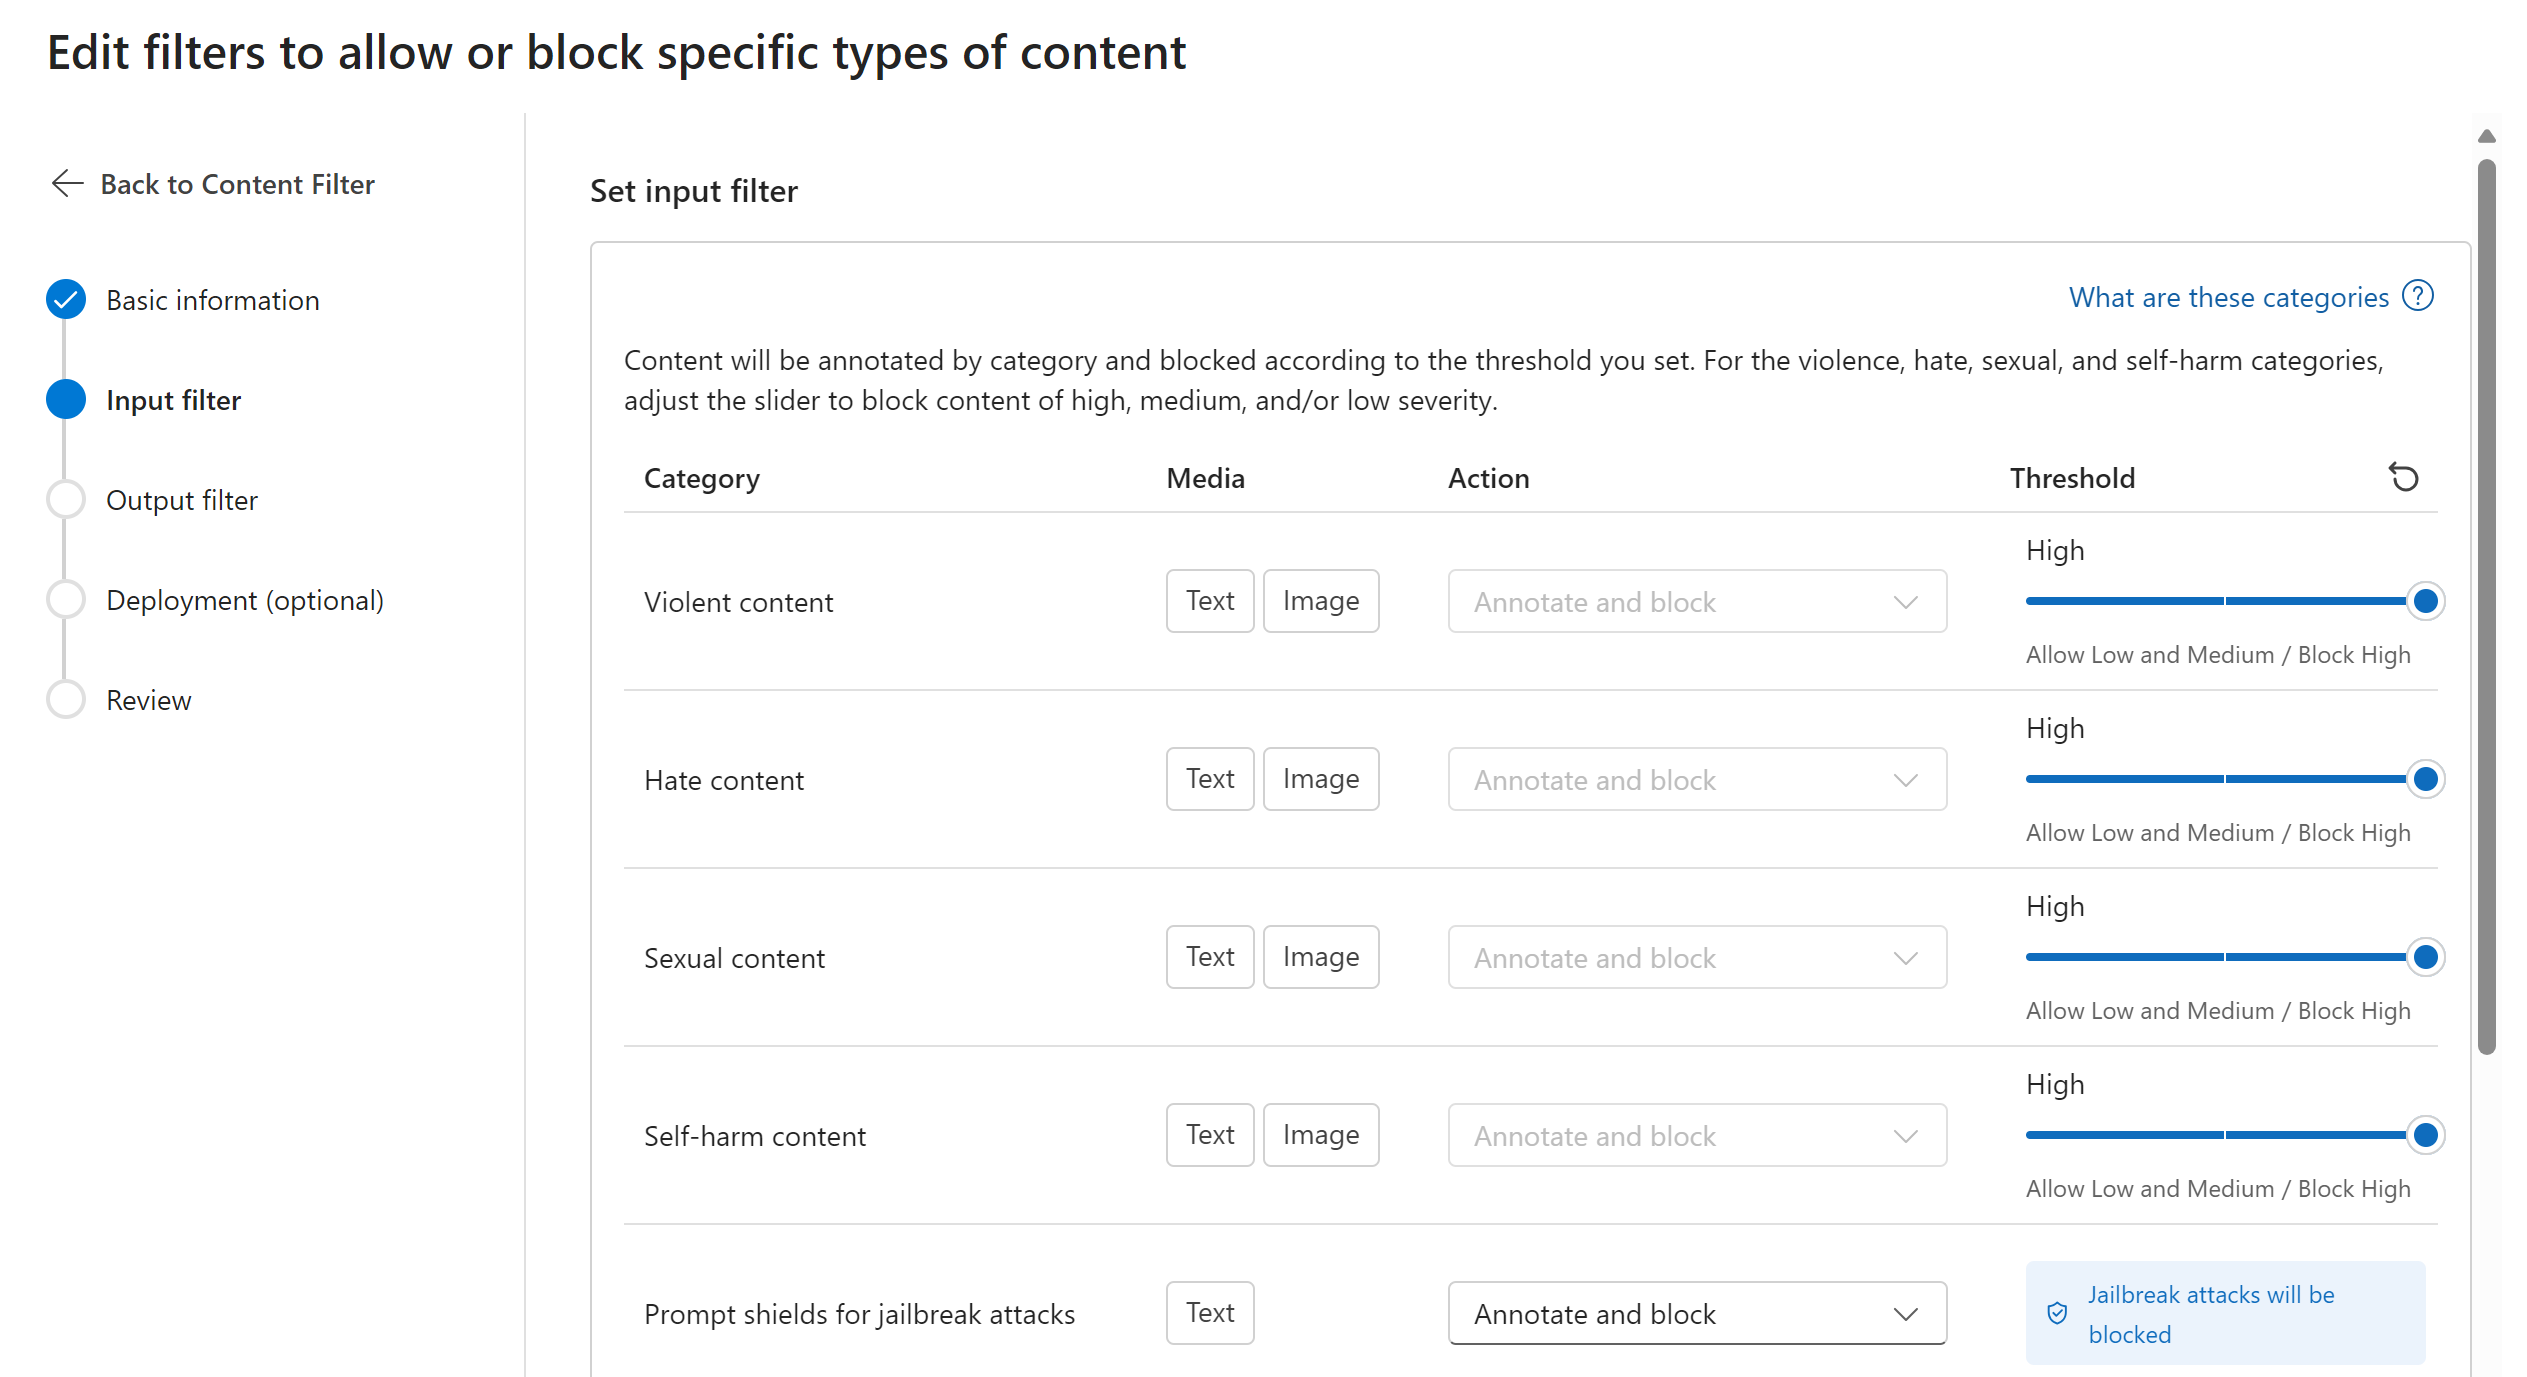 Edit filters to allow or block specific types of content
Back to Content Filter
Basic information
Input filter
Output filter
Deployment (optional)
Review
Set input filter
What are these categories
Content will be annotated by category and blocked according to the threshold you set. For the violence, hate, sexual, and self-harm categories,
adjust the slider to block content of high, medium, and/or low severity.
Category Media Action Threshold
High
Violent content Text Image Annotate and block
Allow Low and Medium / Block High
High
Hate content Text Image Annotate and block
Allow Low and Medium / Block High
High
Sexual content Text Image Annotate and block
Allow Low and Medium / Block High
High
Self-harm content Text Image Annotate and block
Allow Low and Medium / Block High
Prompt shields for jailbreak attacks Text Annotate and block
Jailbreak attacks will be
blocked